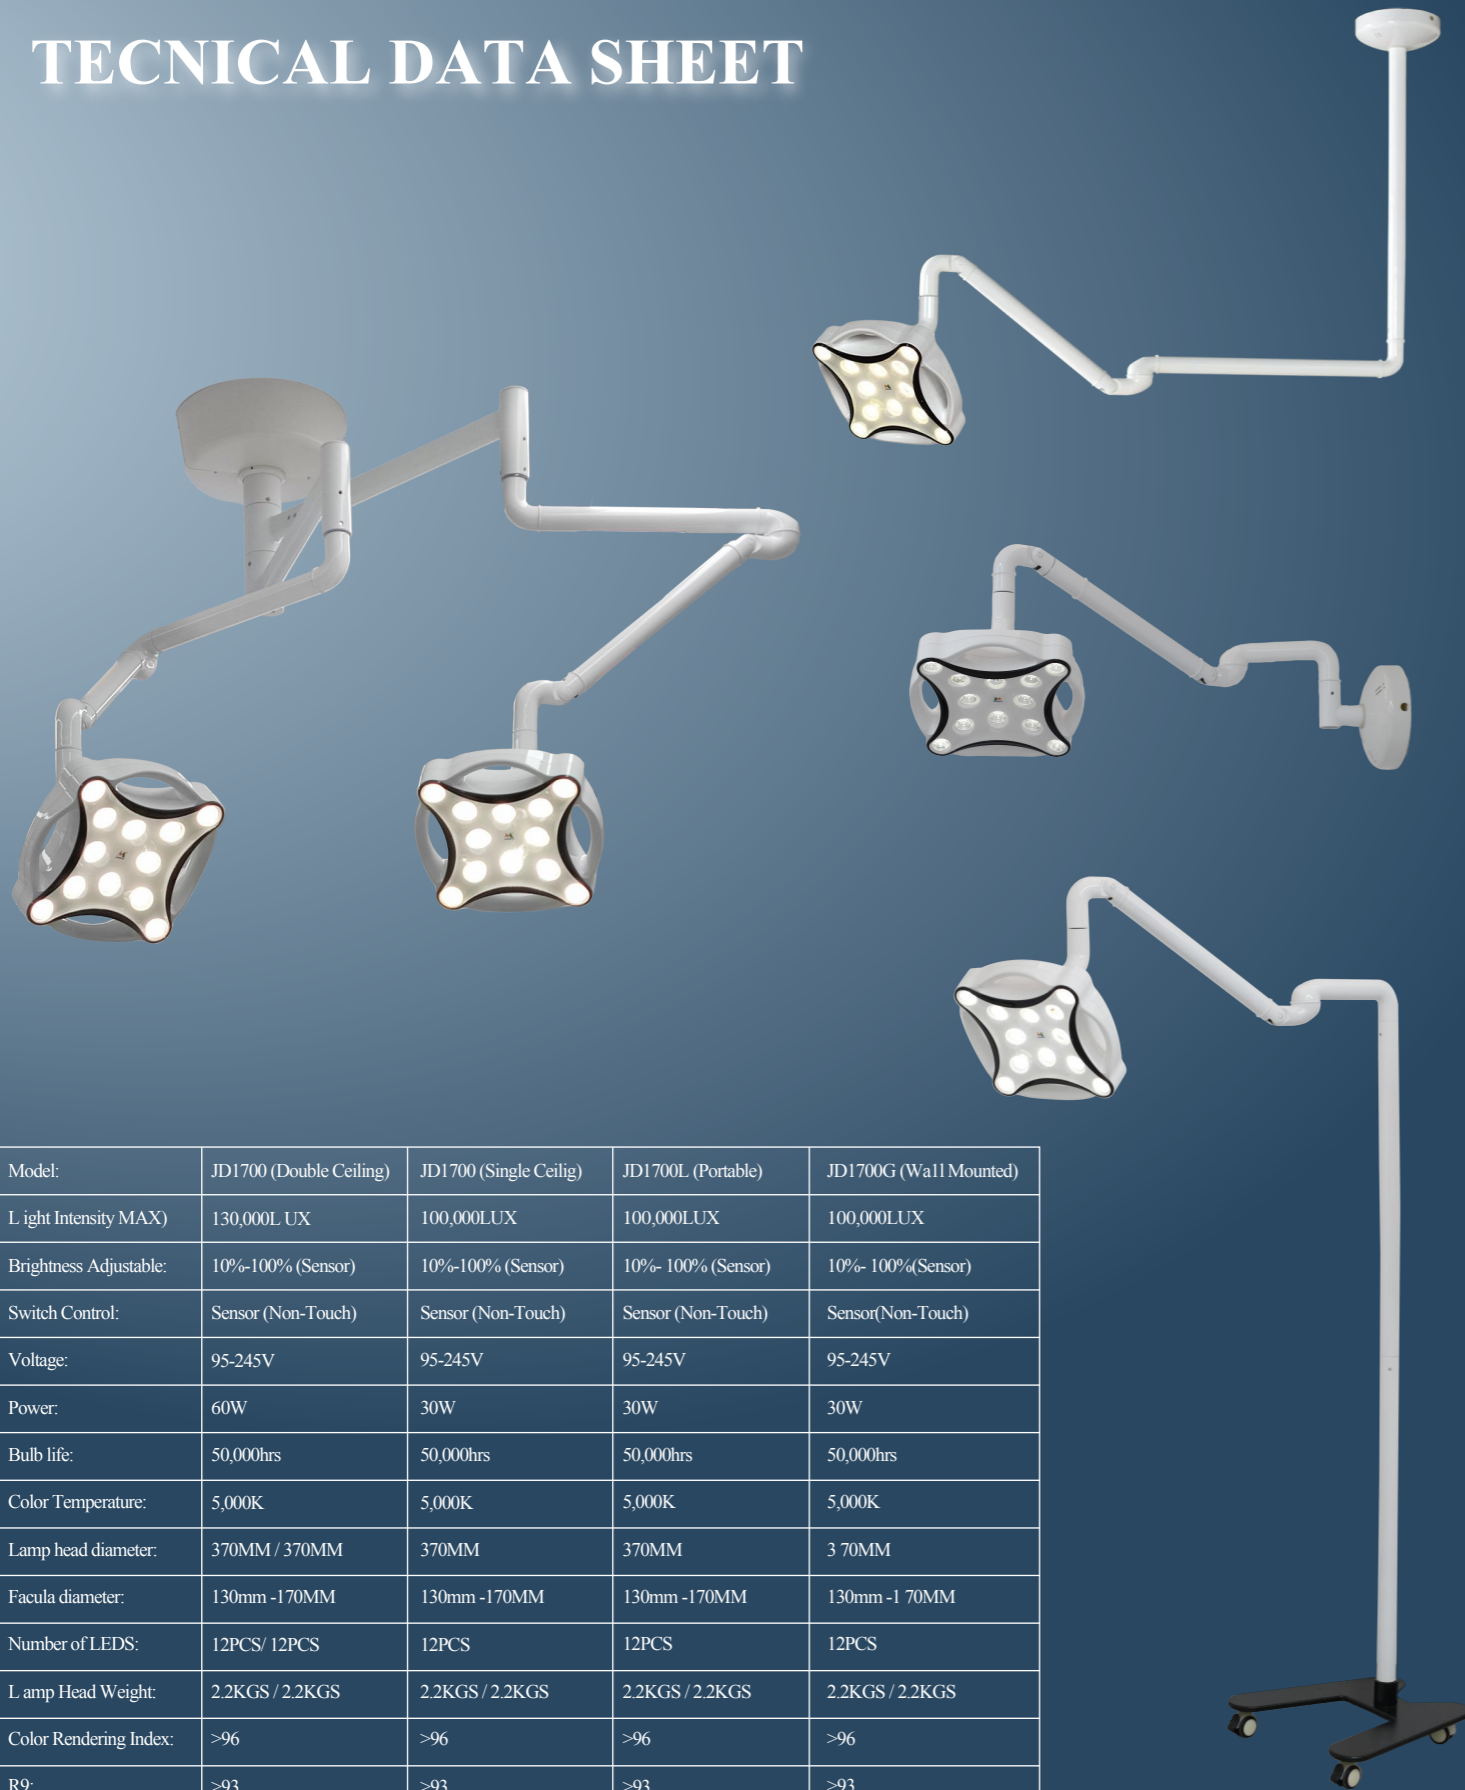 TECNICAL DATA SHEET
Model: JD1700 (Double Ceiling) JD1700 (Single Ceilig) JD1700L (Portable) JD1700G (Wa11 Mounted)
L ight Intensity MAX) 130,000L UX 100,000LUX 100,000LUX 100,000LUX
Brightness Adjustable: 10%-100% (Sensor) 10%-100% (Sensor) 10%- 100% (Sensor) 10%- 100%(Sensor)
Switch Control: Sensor (Non-Touch) Sensor (Non-Touch) Sensor (Non-Touch) Sensor(Non-Touch)
Voltage: 95-245V 95-245V 95-245V 95-245V
Power: 60W 30W 30W 30W
Bulb life: 50,000hrs 50,000hrs 50,000hrs 50,000hrs
Color Temperature: 5,000K 5,000K 5,000K 5,000K
Lamp head diameter: 370MM / 370MM 370MM 370MM 3 70MM
Facula diameter: 130mm -170MM 130mm -170MM 130mm -170MM 130mm -1 70MM
Number of LEDS: 12PCS/ 12PCS 12PCS 12PCS 12PCS
L amp Head Weight: 2.2KGS / 2.2KGS 2.2KGS / 2.2KGS 2.2KGS / 2.2KGS 2.2KGS / 2.2KGS
Color Rendering Index: >96 >96 >96 >96
R9: >93 >93 >93 >93